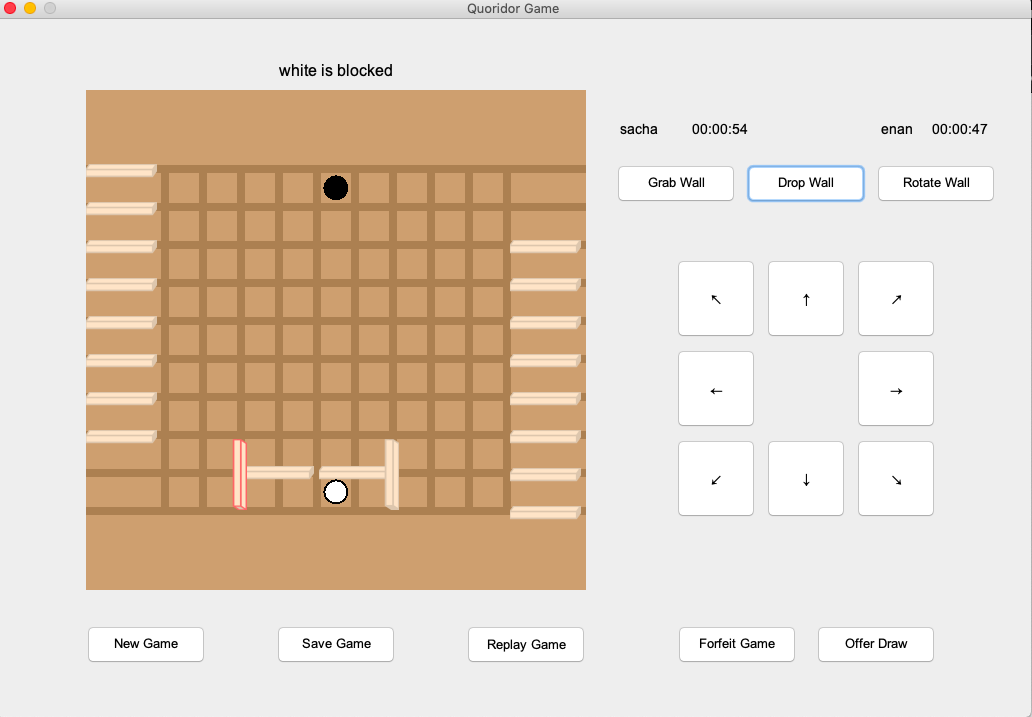 Quoridor Game
white is blocked
sacha 00:00:54 enan 00:00:47
Grab Wall Drop Wall Rotate Wall
↖ ↑ ↗
← →
↙ ↓ ↘
New Game Save Game Replay Game Forfeit Game Offer Draw